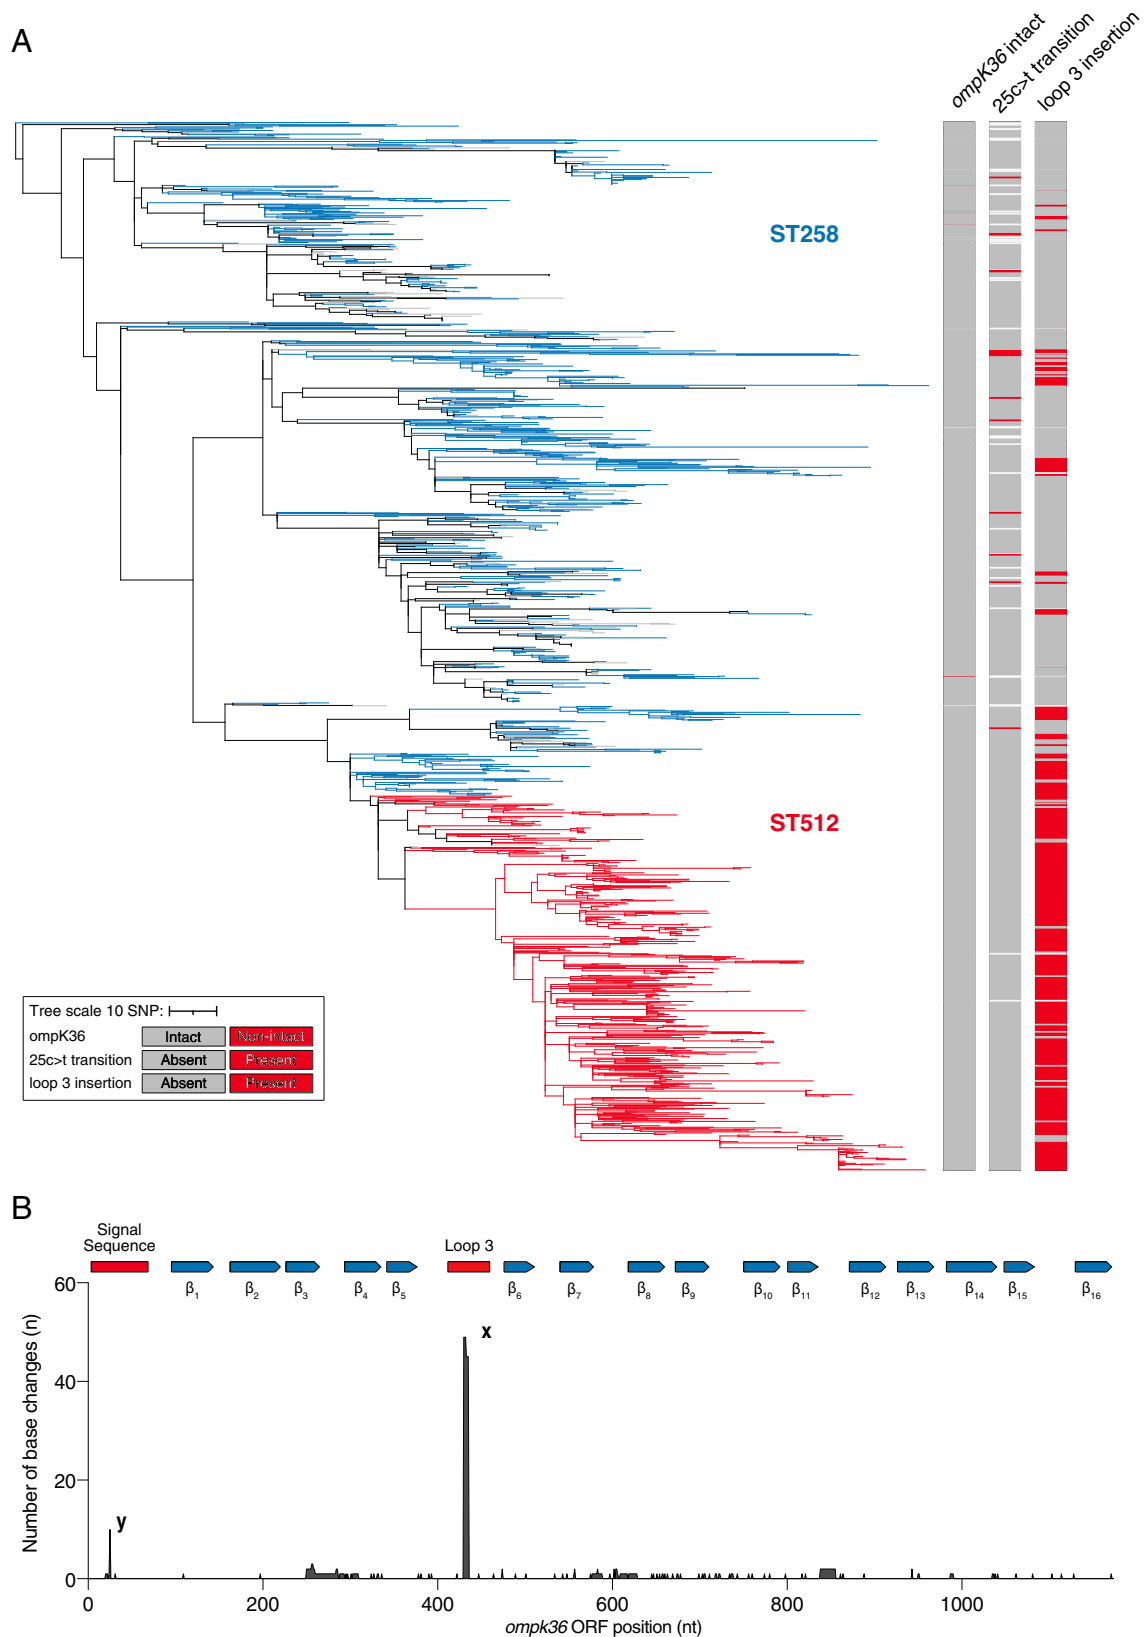 A
ompK36 intact
25c>t transition
loop 3 insertion
ST258
ST512
Tree scale 10 SNP:
ompK36 Intact Non-intact
25c>t transition Absent Present
loop 3 insertion Absent Present
B
Signal
Sequence
Loop 3
β1 β2 β3 β4 β5 β6 β7 β8 β9 β10 β11 β12 β13 β14 β15 β16
Number of base changes (n)
60
40
20
0
x
y
0 200 400 600 800 1000
ompk36 ORF position (nt)